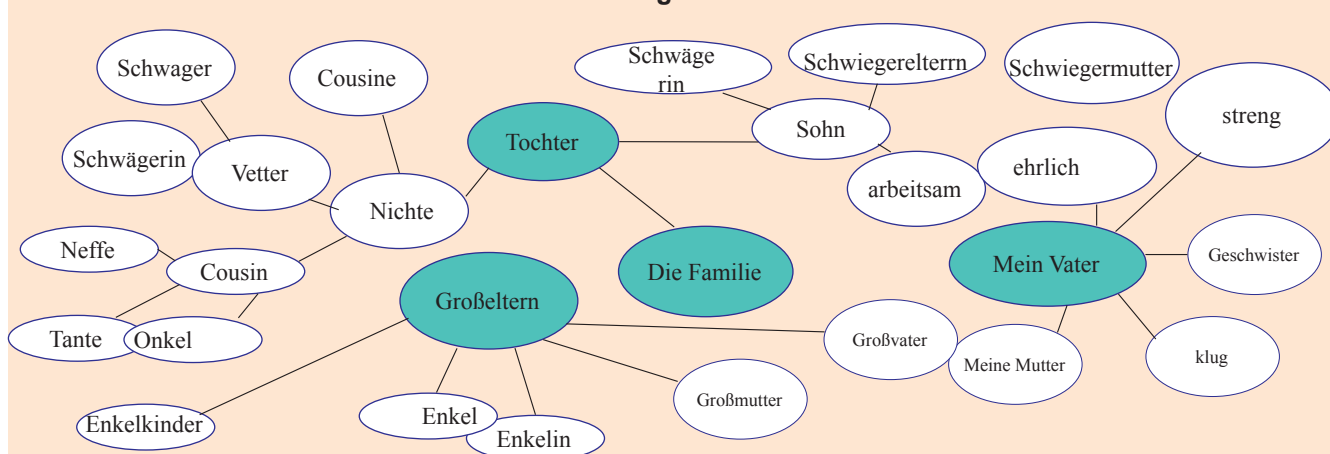 g
Schwager
Cousine
Schwäge
rin
Schwiegerelterrn
Schwiegermutter
streng
Tochter
Sohn
Schwägerin
Vetter
ehrlich
arbeitsam
Nichte
Neffe
Cousin
Die Familie
Mein Vater
Geschwister
Großeltern
Tante
Onkel
Großvater
Meine Mutter
klug
Großmutter
Enkelkinder
Enkel
Enkelin